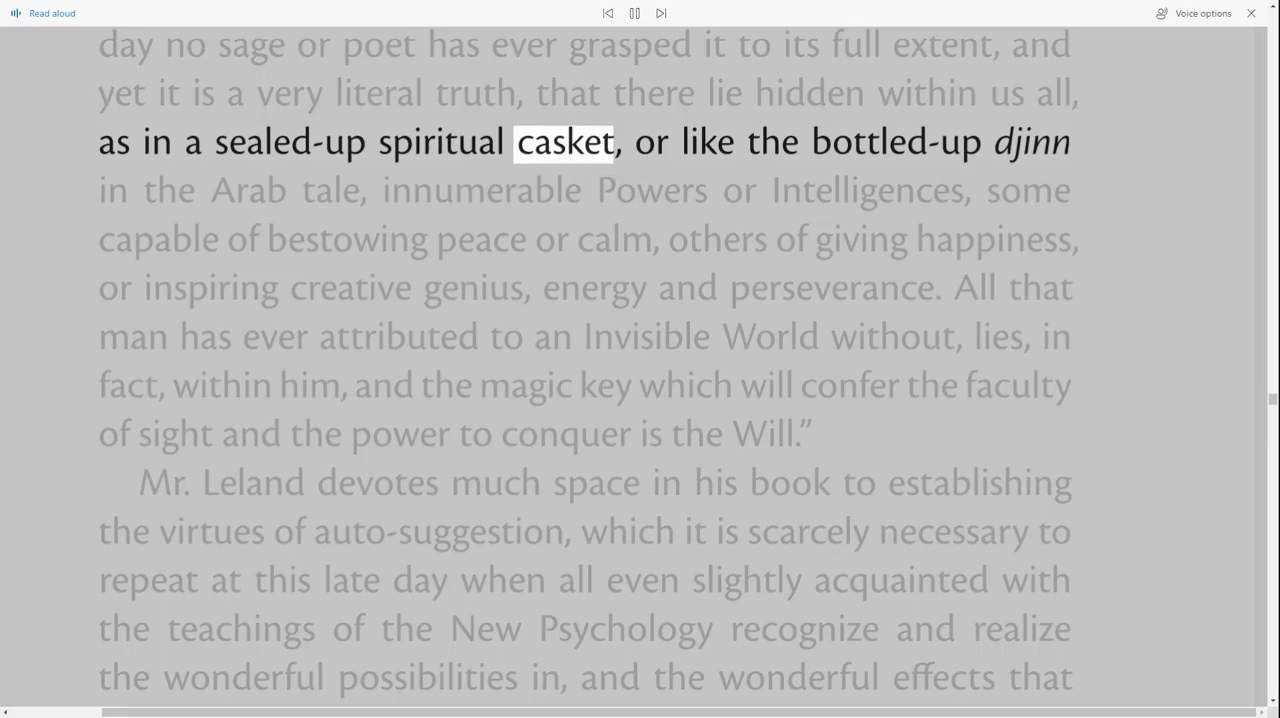 Read aloud
Voice options
day no sage or poet has ever grasped it to its full extent, and
yet it is a very literal truth, that there lie hidden within us all,
as in a sealed-up spiritual casket, or like the bottled-up djinn
in the Arab tale, innumerable Powers or Intelligences, some
capable of bestowing peace or calm, others of giving happiness,
or inspiring creative genius, energy and perseverance. All that
man has ever attributed to an Invisible World without, lies, in
fact, within him, and the magic key which will confer the faculty
of sight and the power to conquer is the Will.”
Mr. Leland devotes much space in his book to establishing
the virtues of auto-suggestion, which it is scarcely necessary to
repeat at this late day when all even slightly acquainted with
the teachings of the New Psychology recognize and realize
the wonderful possibilities in, and the wonderful effects that